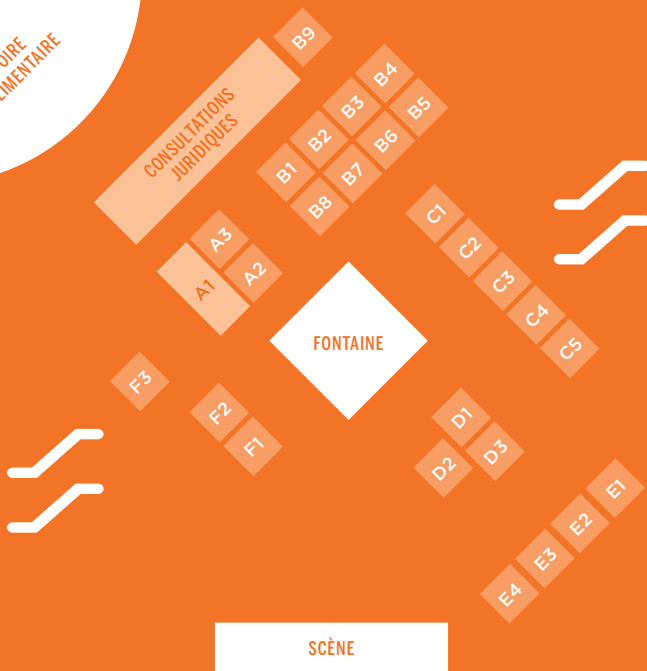 LIMENTAIRE
B9
B4
B3
B5
B2
B6
B1
B7
B8
CONSULTATIONS
JURIDIQUES
A3
A2
A1
C1
C2
C3
C4
C5
FONTAINE
F3
F2
F1
D1
D3
D2
E1
E2
E3
E4
SCÈNE